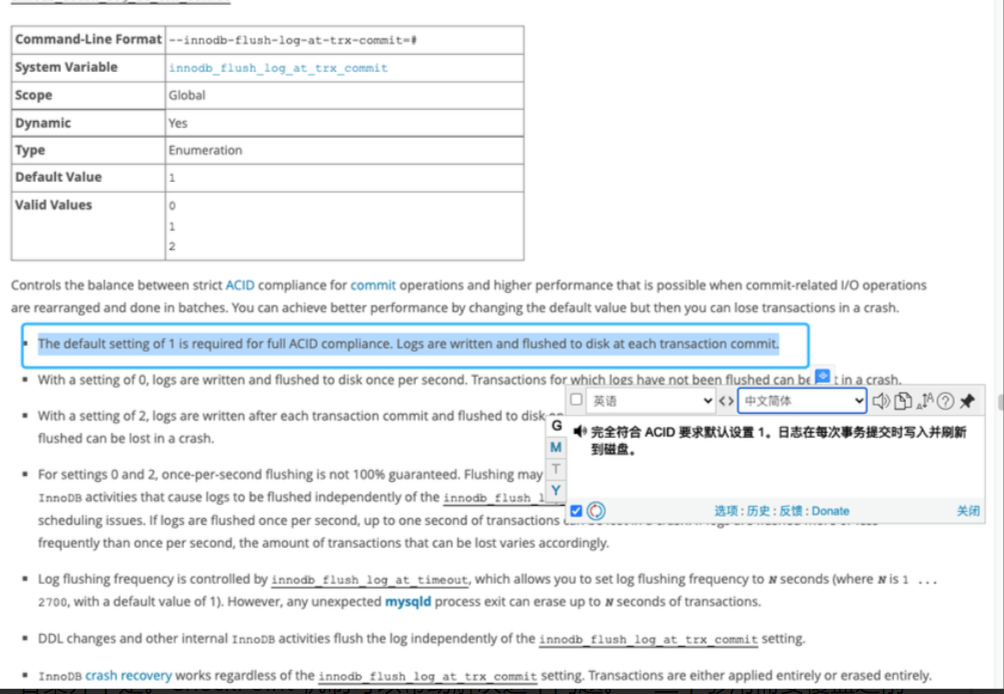 Command-Line Format --innodb-flush-log-at-trx-commit=#
System Variable innodb_flush_log_at_trx_commit
Scope Global
Dynamic Yes
Type Enumeration
Default Value 1
Valid Values 0
1
2
Controls the balance between strict ACID compliance for commit operations and higher performance that is possible when commit-related I/O operations
are rearranged and done in batches. You can achieve better performance by changing the default value but then you can lose transactions in a crash.
▪ The default setting of 1 is required for full ACID compliance. Logs are written and flushed to disk at each transaction commit.
▪ With a setting of 0, logs are written and flushed to disk once per second. Transactions for which logs have not been flushed can be t in a crash.
▪ With a setting of 2, logs are written after each transaction commit and flushed to disk
flushed can be lost in a crash.
▪ For settings 0 and 2, once-per-second flushing is not 100% guaranteed. Flushing may
InnoDB activities that cause logs to be flushed independently of the innodb_flush_l
scheduling issues. If logs are flushed once per second, up to one second of transactions
frequently than once per second, the amount of transactions that can be lost varies accordingly.
▪ Log flushing frequency is controlled by innodb_flush_log_at_timeout, which allows you to set log flushing frequency to N seconds (where N is 1 ...
2700, with a default value of 1). However, any unexpected mysqld process exit can erase up to N seconds of transactions.
▪ DDL changes and other internal InnoDB activities flush the log independently of the innodb_flush_log_at_trx_commit setting.
▪ InnoDB crash recovery works regardless of the innodb_flush_log_at_trx_commit setting. Transactions are either applied entirely or erased entirely.
英语 <> 中文简体
G
M
T
Y
完全符合 ACID 要求默认设置 1。日志在每次事务提交时写入并刷新
到磁盘。
选项 : 历史 : 反馈 : Donate 关闭